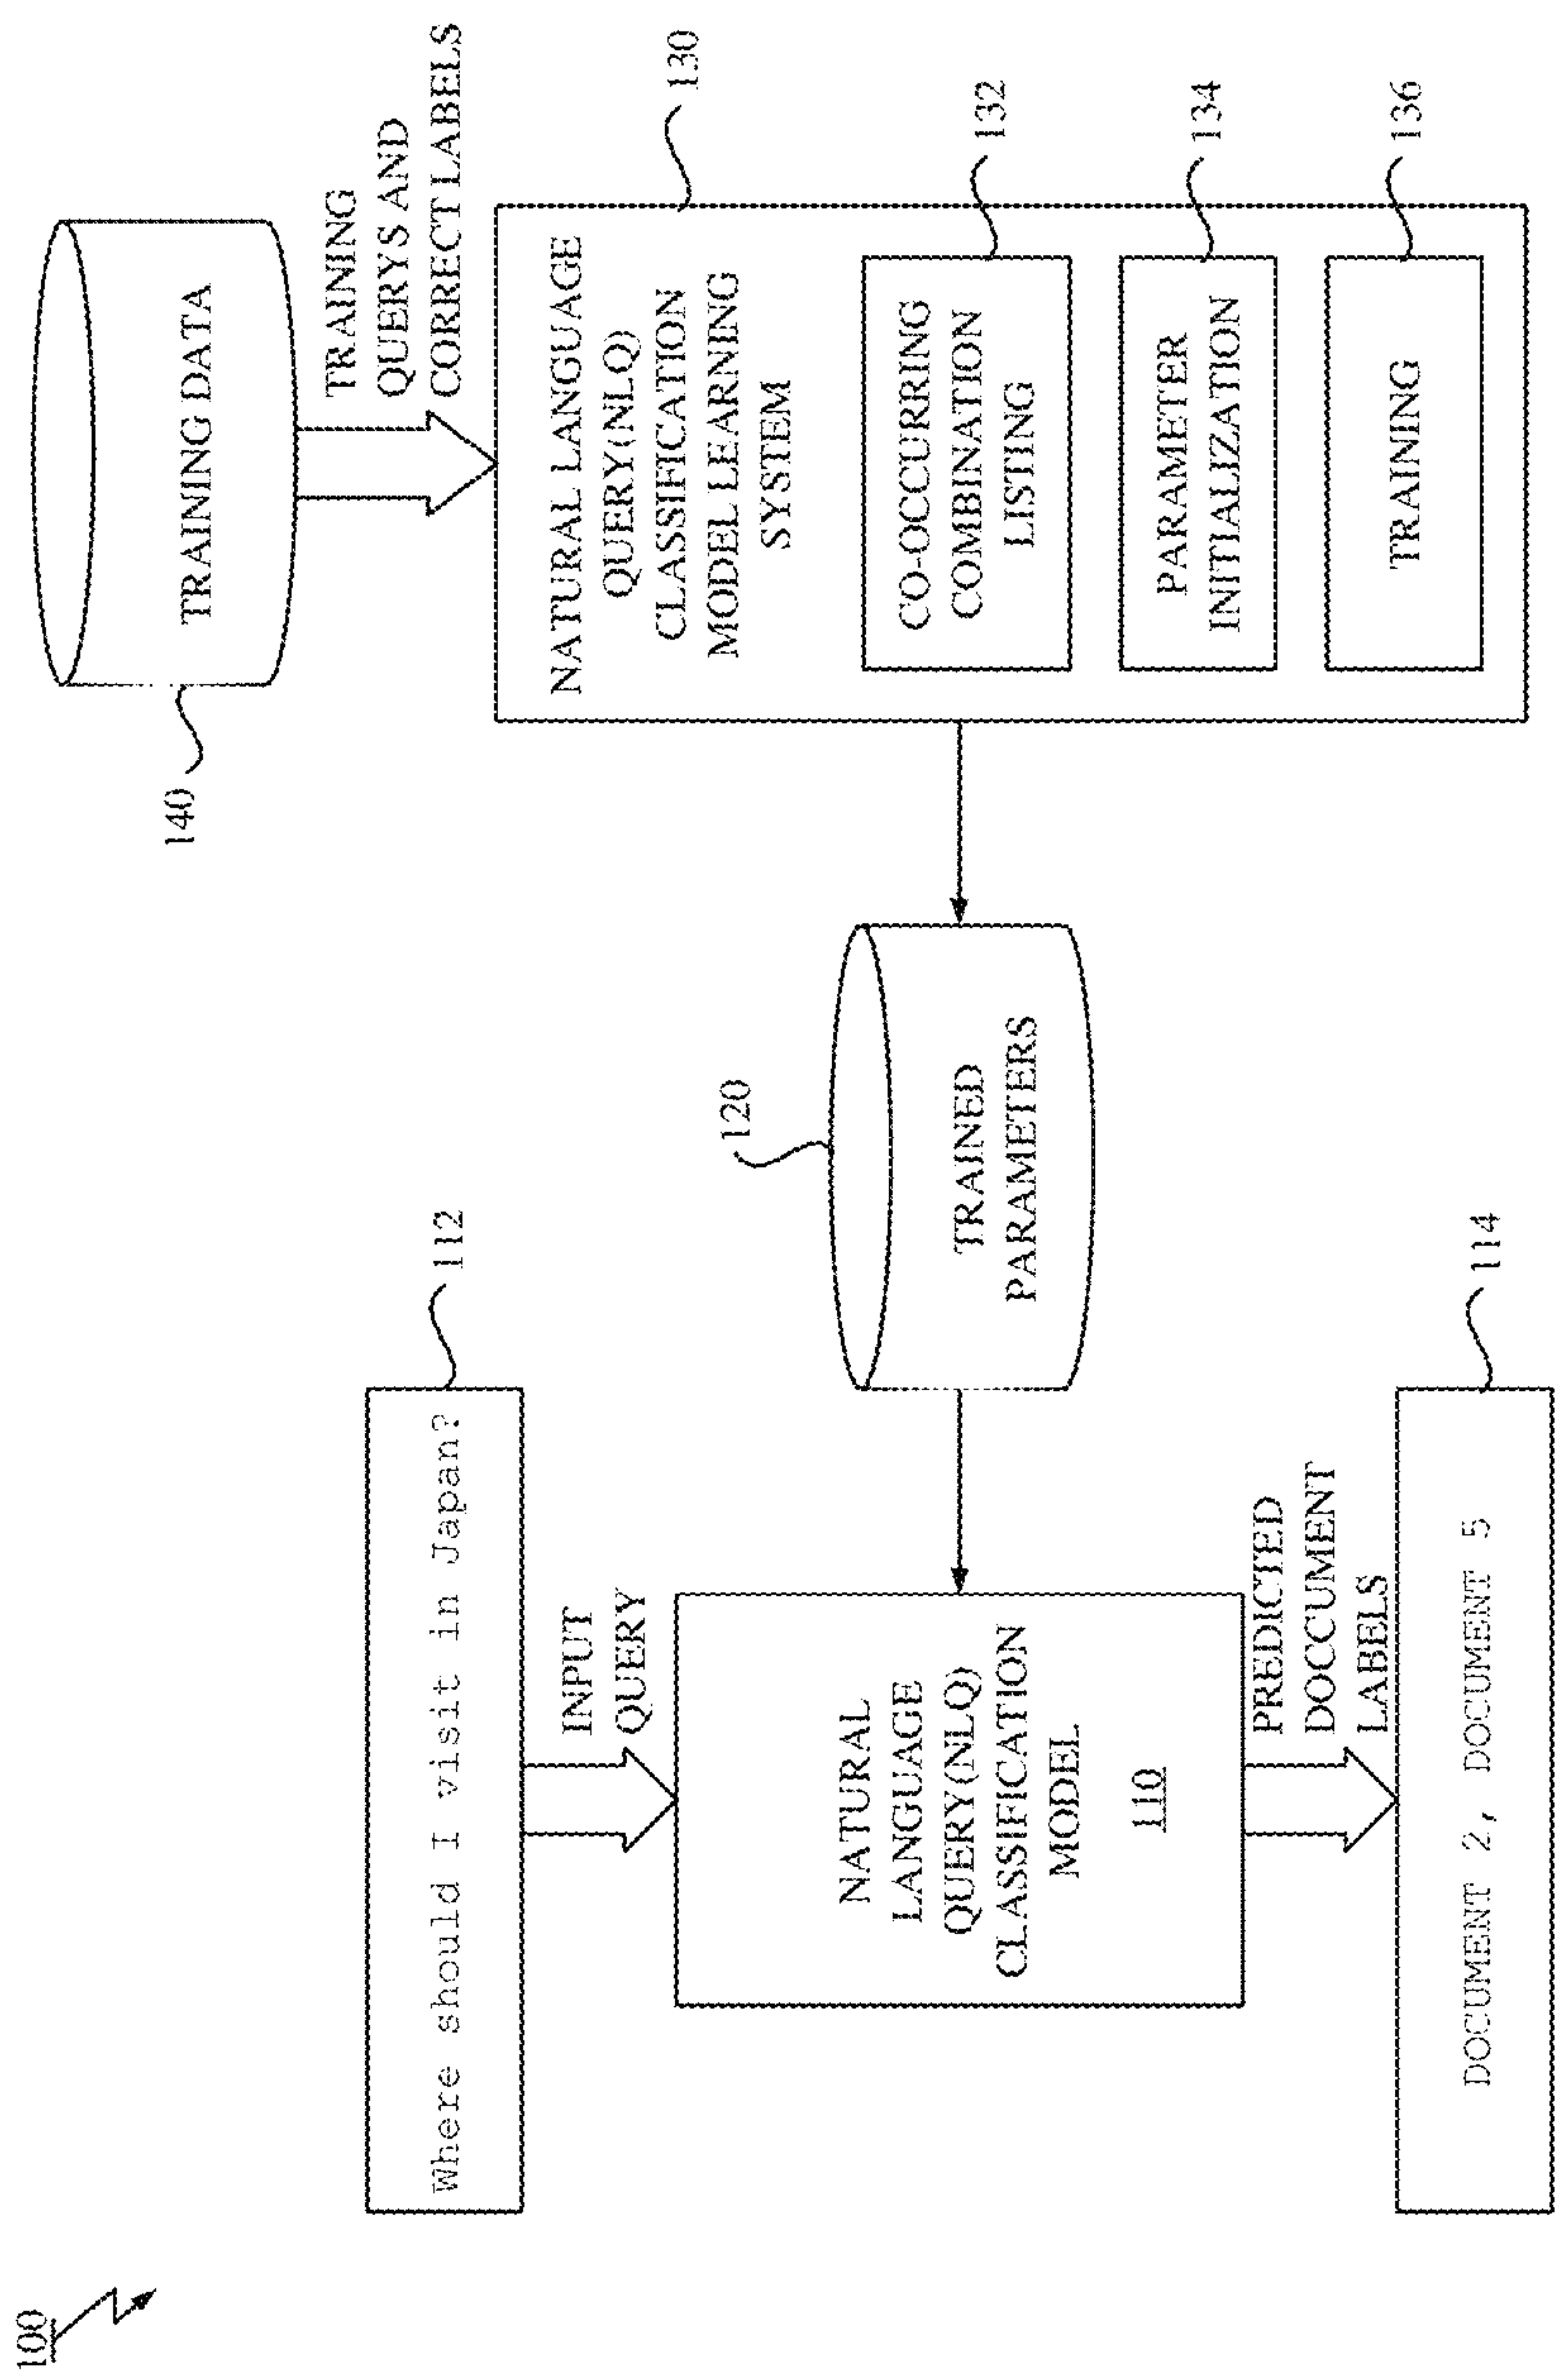 100
Where should I visit in Japan?
112
INPUT
QUERY
NATURAL
LANGUAGE
QUERY(NLQ)
CLASSIFICATION
MODEL
110
PREDICTED
DOCCUMENT
LABELS
DOCUMENT 2, DOCUMENT 5
114
120
TRAINED
PARAMETERS
140
TRAINING DATA
TRAINING
QUERYS AND
CORRECT LABELS
130
NATURAL LANGUAGE
QUERY(NLQ)
CLASSIFICATION
MODEL LEARNING
SYSTEM
CO-OCCURRING
COMBINATION
LISTING
132
PARAMETER
INITIALIZATION
134
TRAINING
136